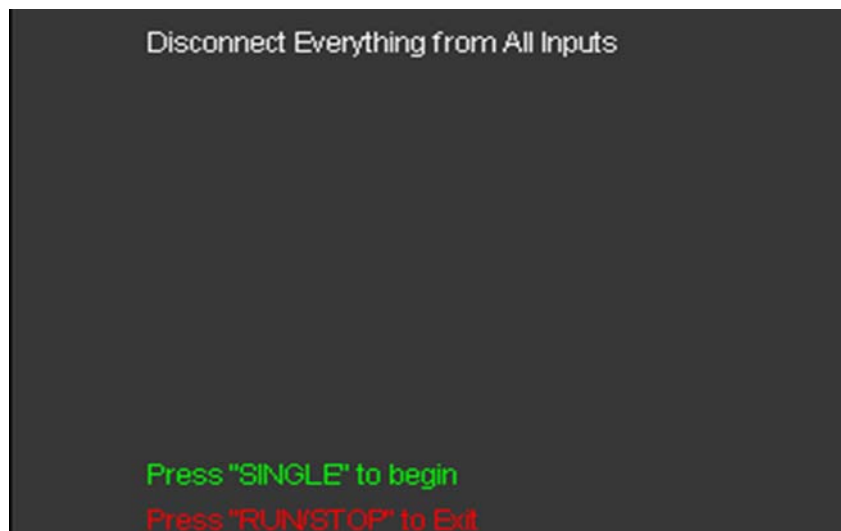 Disconnect Everything from All Inputs
Press "SINGLE" to begin
Press "RUN/STOP" to Exit